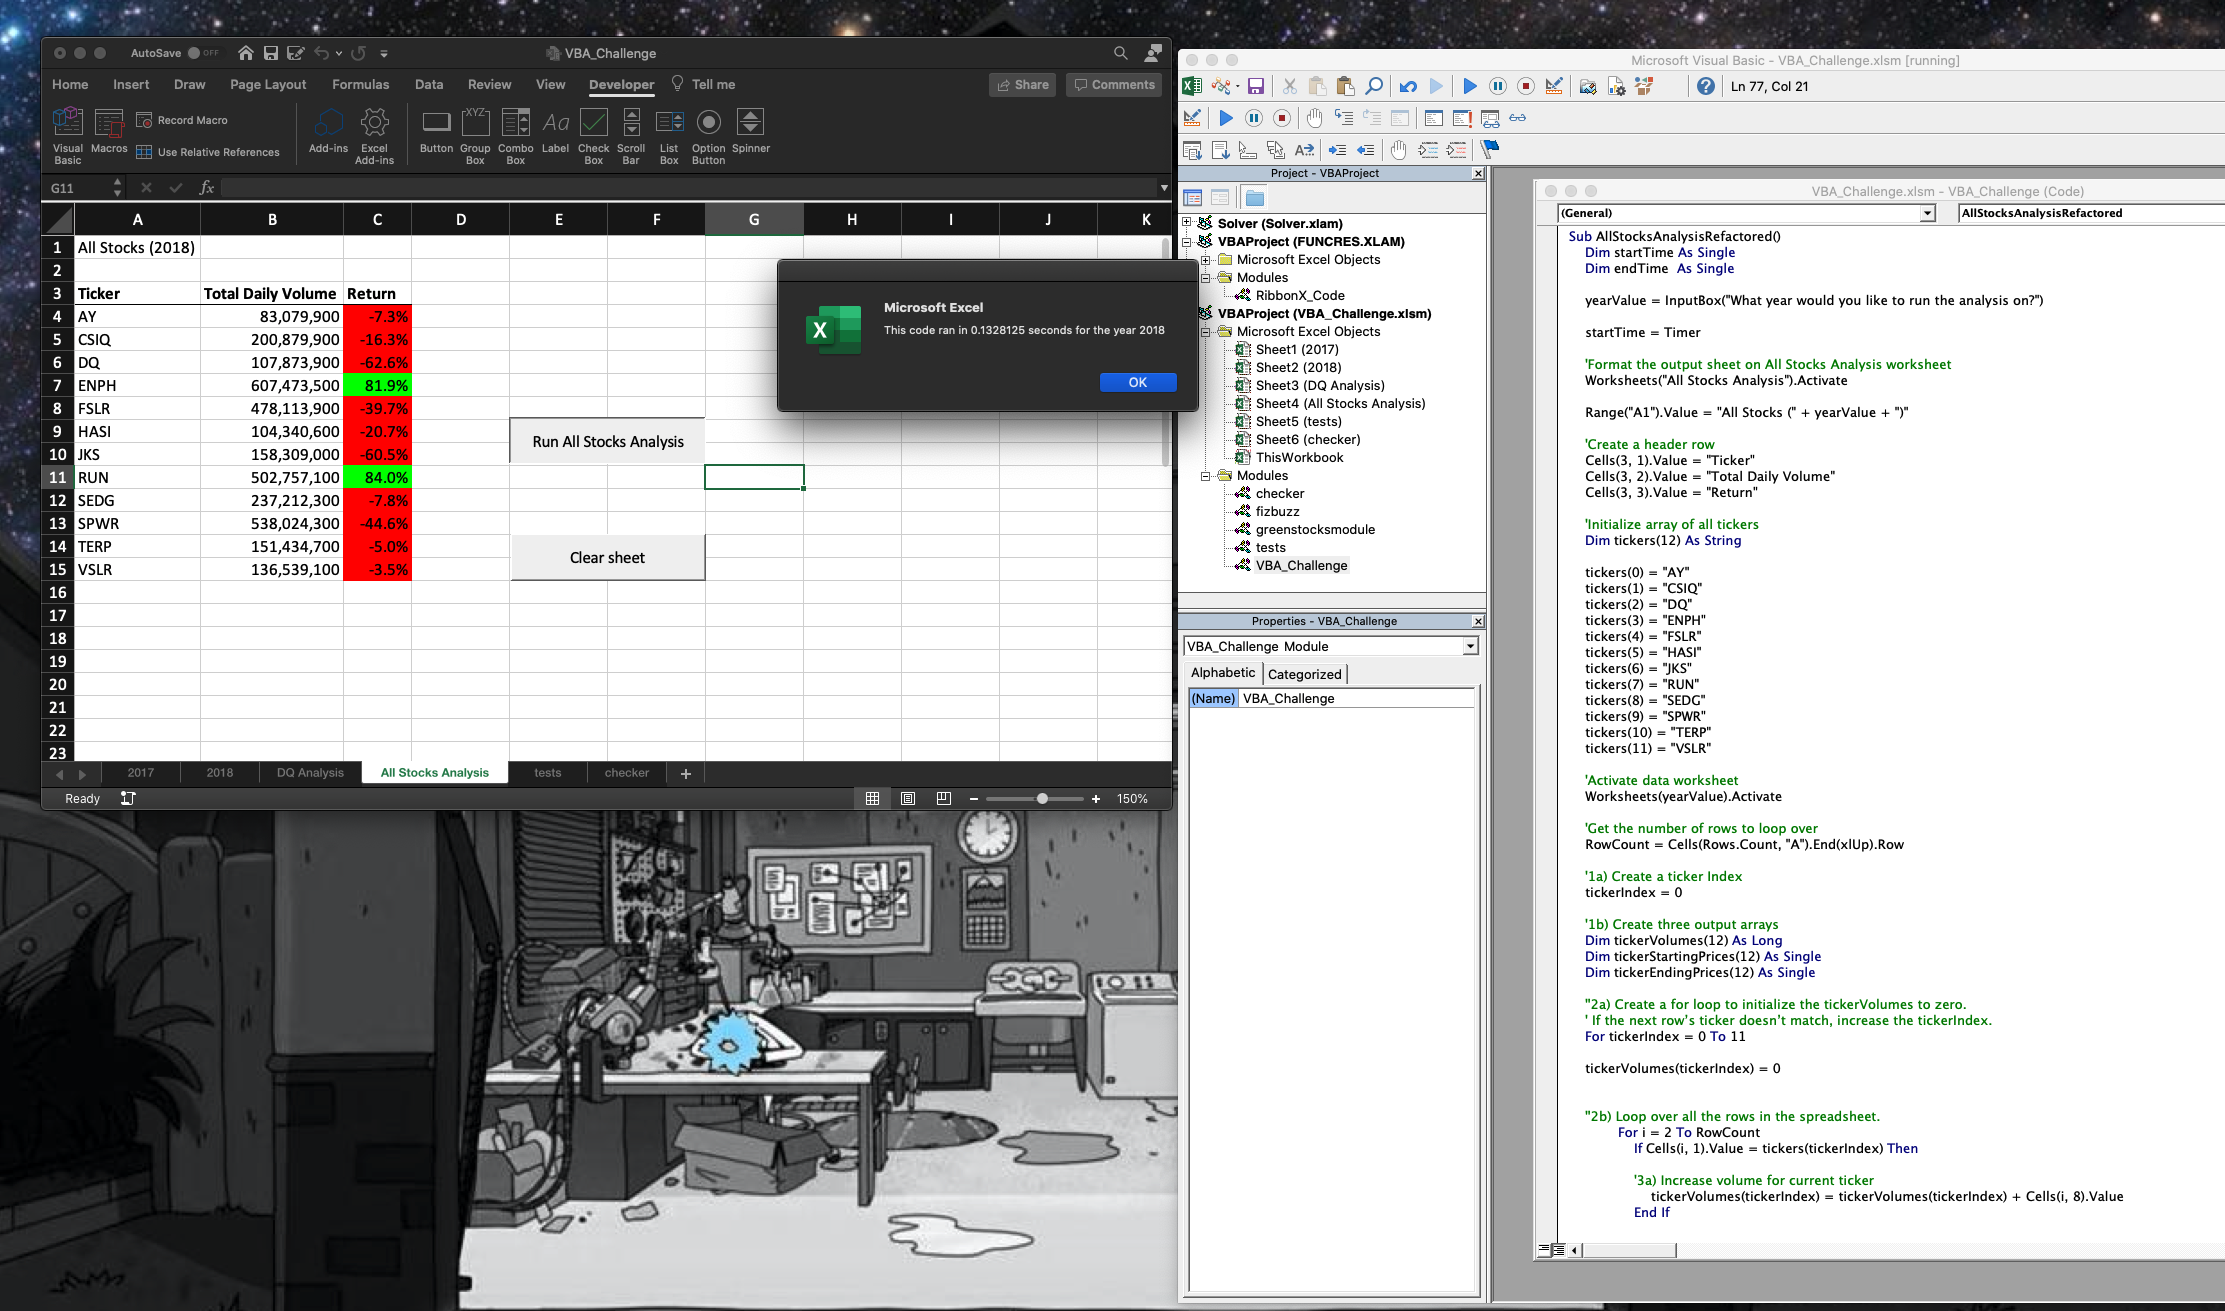 AutoSave OFF
VBA_Challenge
Home Insert Draw Page Layout Formulas Data Review View Developer Tell me
Share Comments
Visual Basic
Macros
Record Macro
Use Relative References
Add-ins
Excel Add-ins
Button
Group Box
Combo Box
Label
Check Box
Scroll Bar
List Box
Option Button
Spinner
G11 fx
A B C D E F G H I J K
1 All Stocks (2018)
2
3 Ticker Total Daily Volume Return
4 AY 83,079,900 -7.3%
5 CSIQ 200,879,900 -16.3%
6 DQ 107,873,900 -62.6%
7 ENPH 607,473,500 81.9%
8 FSLR 478,113,900 -39.7%
9 HASI 104,340,600 -20.7%
10 JKS 158,309,000 -60.5%
11 RUN 502,757,100 84.0%
12 SEDG 237,212,300 -7.8%
13 SPWR 538,024,300 -44.6%
14 TERP 151,434,700 -5.0%
15 VSLR 136,539,100 -3.5%
16
17
18
19
20
21
22
23
Run All Stocks Analysis
Clear sheet
2017 2018 DQ Analysis All Stocks Analysis tests checker +
Ready
150%
Microsoft Excel
This code ran in 0.1328125 seconds for the year 2018
OK
Microsoft Visual Basic - VBA_Challenge.xlsm [running]
Ln 77, Col 21
Project - VBAProject
Solver (Solver.xlam)
VBAProject (FUNCRES.XLAM)
Microsoft Excel Objects
Modules
RibbonX_Code
VBAProject (VBA_Challenge.xlsm)
Microsoft Excel Objects
Sheet1 (2017)
Sheet2 (2018)
Sheet3 (DQ Analysis)
Sheet4 (All Stocks Analysis)
Sheet5 (tests)
Sheet6 (checker)
ThisWorkbook
Modules
checker
fizbuzz
greenstocksmodule
tests
VBA_Challenge
Properties - VBA_Challenge
VBA_Challenge Module
Alphabetic Categorized
(Name) VBA_Challenge
VBA_Challenge.xlsm - VBA_Challenge (Code)
(General) AllStocksAnalysisRefactored
Sub AllStocksAnalysisRefactored()
Dim startTime As Single
Dim endTime  As Single
yearValue = InputBox("What year would you like to run the analysis on?")
startTime = Timer
'Format the output sheet on All Stocks Analysis worksheet
Worksheets("All Stocks Analysis").Activate
Range("A1").Value = "All Stocks (" + yearValue + ")"
'Create a header row
Cells(3, 1).Value = "Ticker"
Cells(3, 2).Value = "Total Daily Volume"
Cells(3, 3).Value = "Return"
'Initialize array of all tickers
Dim tickers(12) As String
tickers(0) = "AY"
tickers(1) = "CSIQ"
tickers(2) = "DQ"
tickers(3) = "ENPH"
tickers(4) = "FSLR"
tickers(5) = "HASI"
tickers(6) = "JKS"
tickers(7) = "RUN"
tickers(8) = "SEDG"
tickers(9) = "SPWR"
tickers(10) = "TERP"
tickers(11) = "VSLR"
'Activate data worksheet
Worksheets(yearValue).Activate
'Get the number of rows to loop over
RowCount = Cells(Rows.Count, "A").End(xlUp).Row
'1a) Create a ticker Index
tickerIndex = 0
'1b) Create three output arrays
Dim tickerVolumes(12) As Long
Dim tickerStartingPrices(12) As Single
Dim tickerEndingPrices(12) As Single
''2a) Create a for loop to initialize the tickerVolumes to zero.
' If the next row's ticker doesn't match, increase the tickerIndex.
For tickerIndex = 0 To 11
tickerVolumes(tickerIndex) = 0
''2b) Loop over all the rows in the spreadsheet.
For i = 2 To RowCount
If Cells(i, 1).Value = tickers(tickerIndex) Then
'3a) Increase volume for current ticker
tickerVolumes(tickerIndex) = tickerVolumes(tickerIndex) + Cells(i, 8).Value
End If